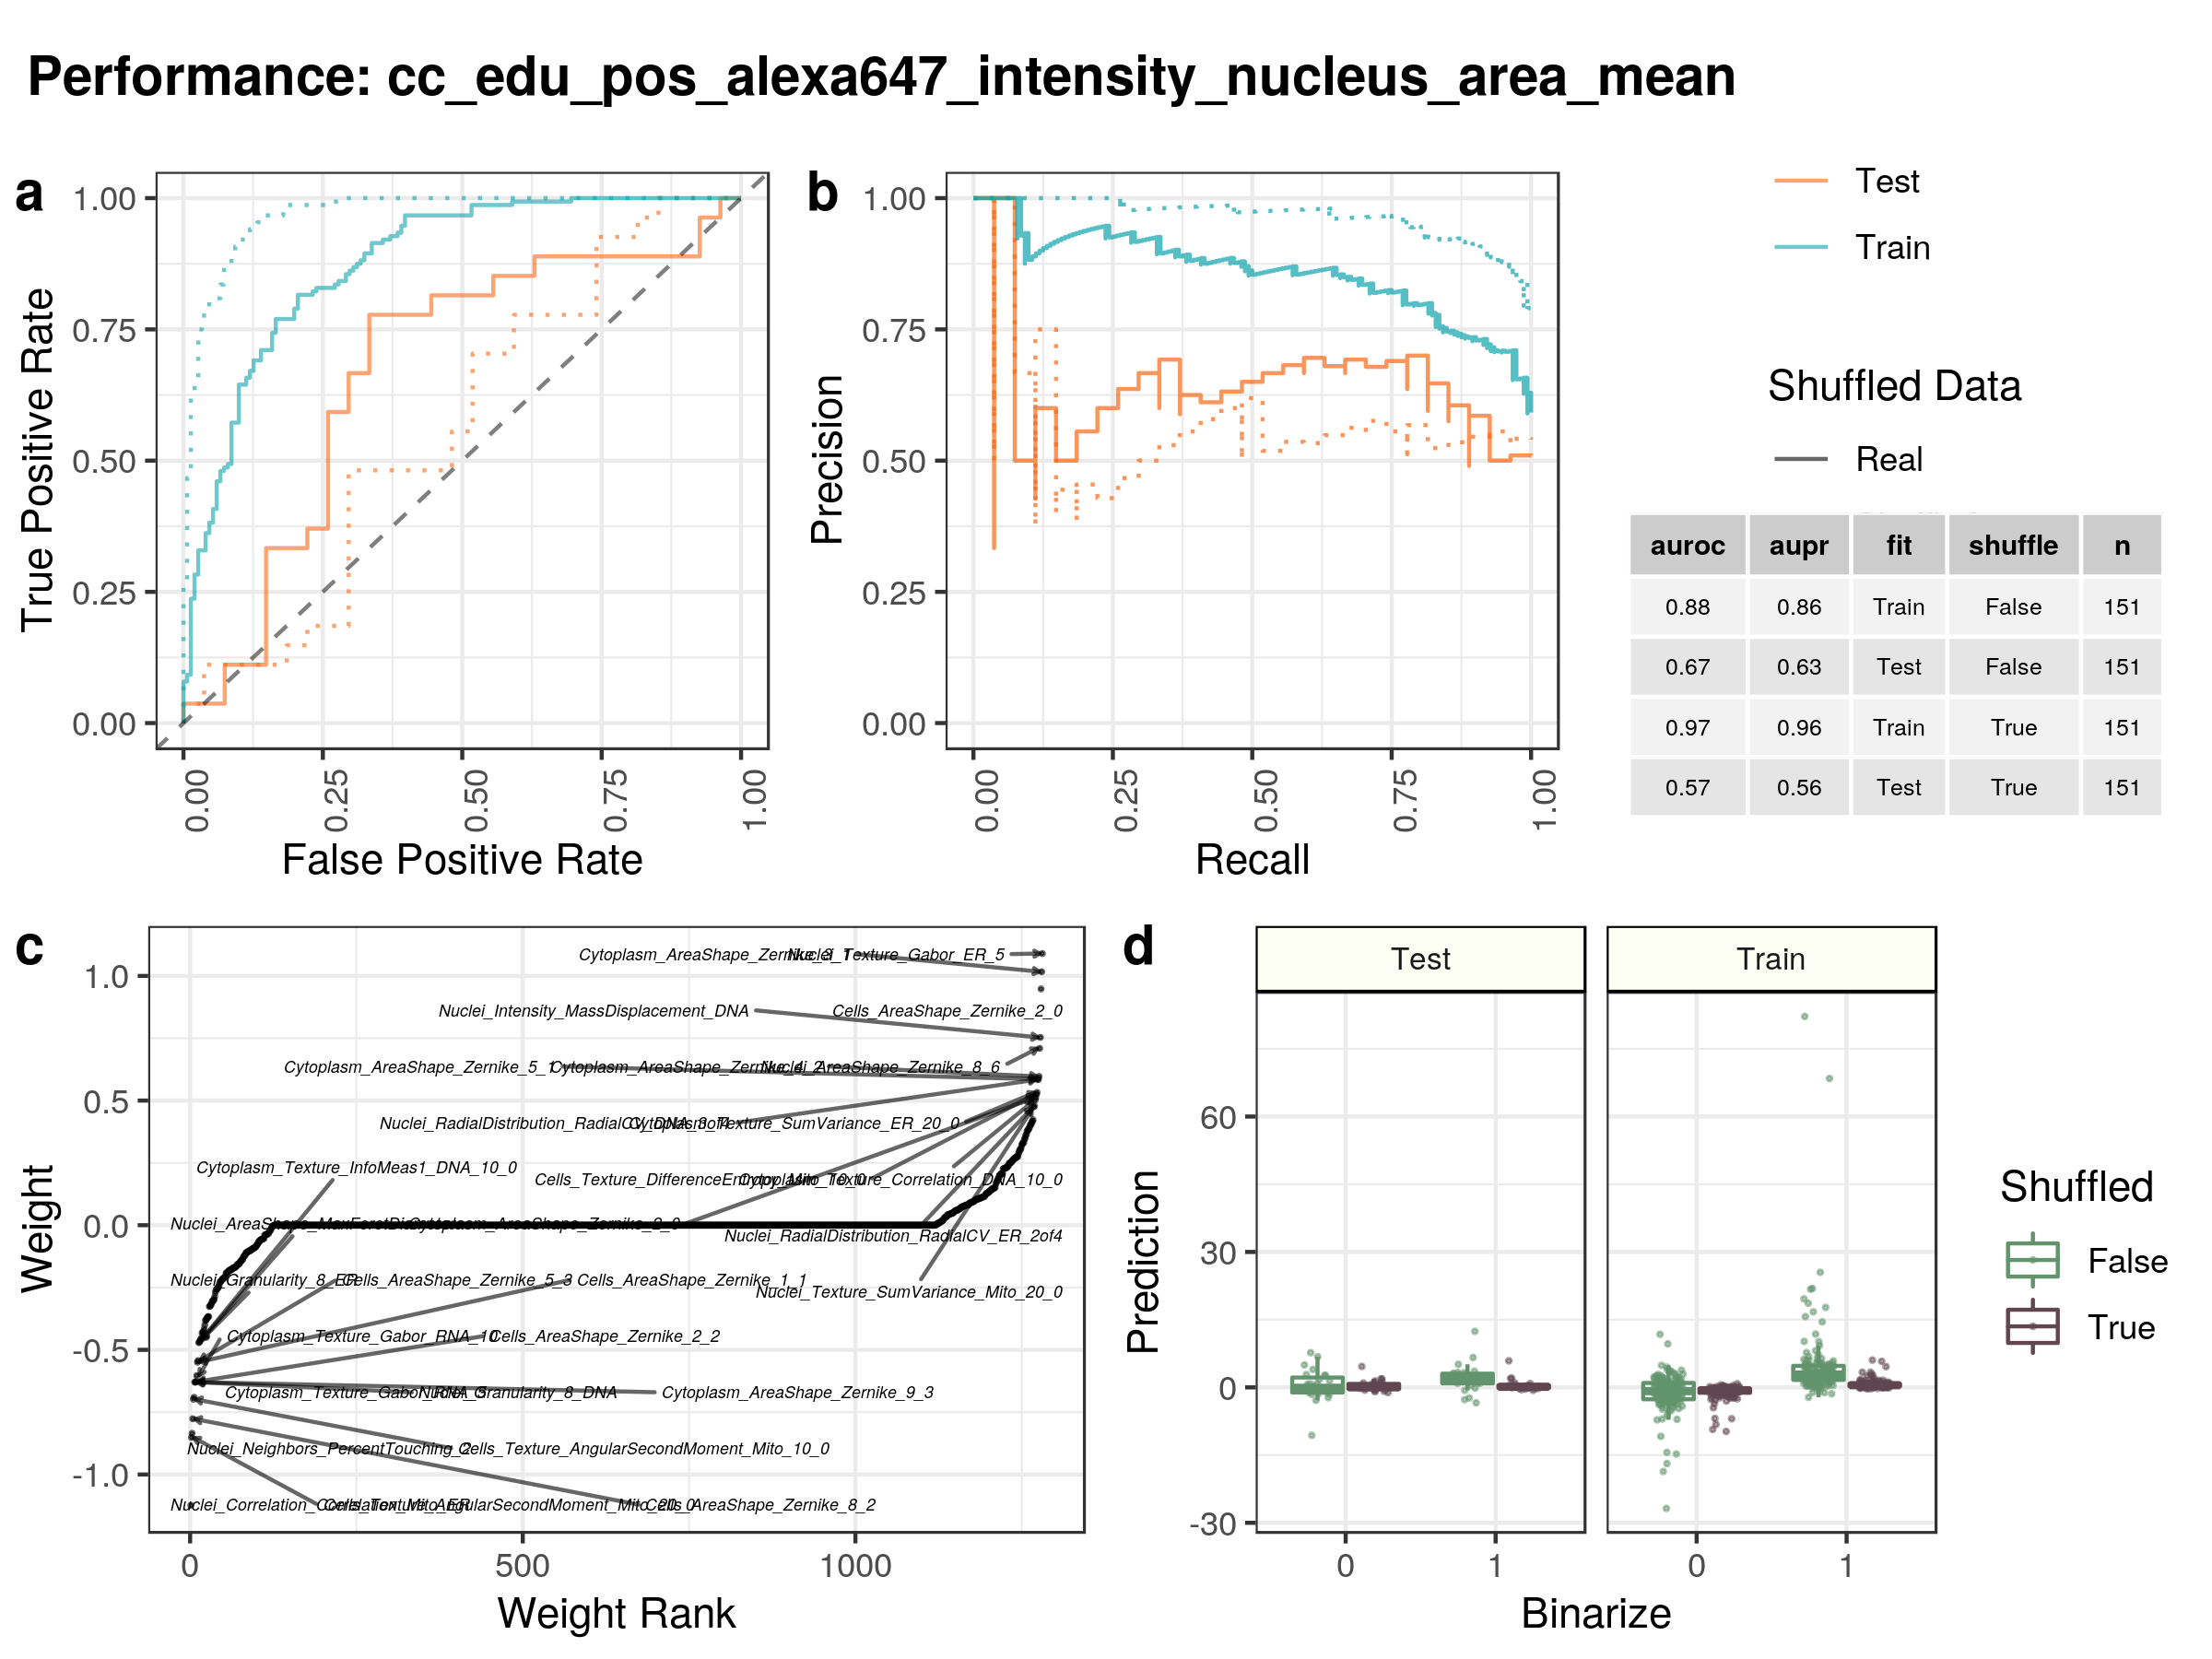 Performance: cc_edu_pos_alexa647_intensity_nucleus_area_mean
a
True Positive Rate
1.00
0.75
0.50
0.25
0.00
0.00 0.25 0.50 0.75 1.00
False Positive Rate
b
Precision
1.00
0.75
0.50
0.25
0.00
0.00 0.25 0.50 0.75 1.00
Recall
Test
Train
Shuffled Data
Real
auroc aupr fit shuffle n
0.88 0.86 Train False 151
0.67 0.63 Test False 151
0.97 0.96 Train True 151
0.57 0.56 Test True 151
c
Weight
1.0
0.5
0.0
-0.5
-1.0
Cytoplasm_AreaShape_Zernike_3_1
Nuclei_Texture_Gabor_ER_5
Nuclei_Intensity_MassDisplacement_DNA
Cells_AreaShape_Zernike_2_0
Cytoplasm_AreaShape_Zernike_5_1
Cytoplasm_AreaShape_Zernike_4_2
Nuclei_AreaShape_Zernike_8_6
Nuclei_RadialDistribution_RadialCV_DNA_3of4
Cytoplasm_Texture_SumVariance_ER_20_0
Cytoplasm_Texture_InfoMeas1_DNA_10_0
Cells_Texture_DifferenceEntropy_Mito_10_0
Cytoplasm_Texture_Correlation_DNA_10_0
Nuclei_AreaShape_MaxFeretDiameter
Cytoplasm_AreaShape_Zernike_2_0
Nuclei_RadialDistribution_RadialCV_ER_2of4
Nuclei_Granularity_8_ER
Cells_AreaShape_Zernike_5_3
Cells_AreaShape_Zernike_1_1
Nuclei_Texture_SumVariance_Mito_20_0
Cytoplasm_Texture_Gabor_RNA_10
Cells_AreaShape_Zernike_2_2
Cytoplasm_Texture_Gabor_RNA_5
Nuclei_Granularity_8_DNA
Cytoplasm_AreaShape_Zernike_9_3
Nuclei_Neighbors_PercentTouching_2
Cells_Texture_AngularSecondMoment_Mito_10_0
Nuclei_Correlation_Correlation_Mito_ER
Cells_Texture_AngularSecondMoment_Mito_20_0
Cells_AreaShape_Zernike_8_2
0 500 1000
Weight Rank
d
Test Train
Prediction
60
30
0
-30
0 1 0 1
Binarize
Shuffled
False
True